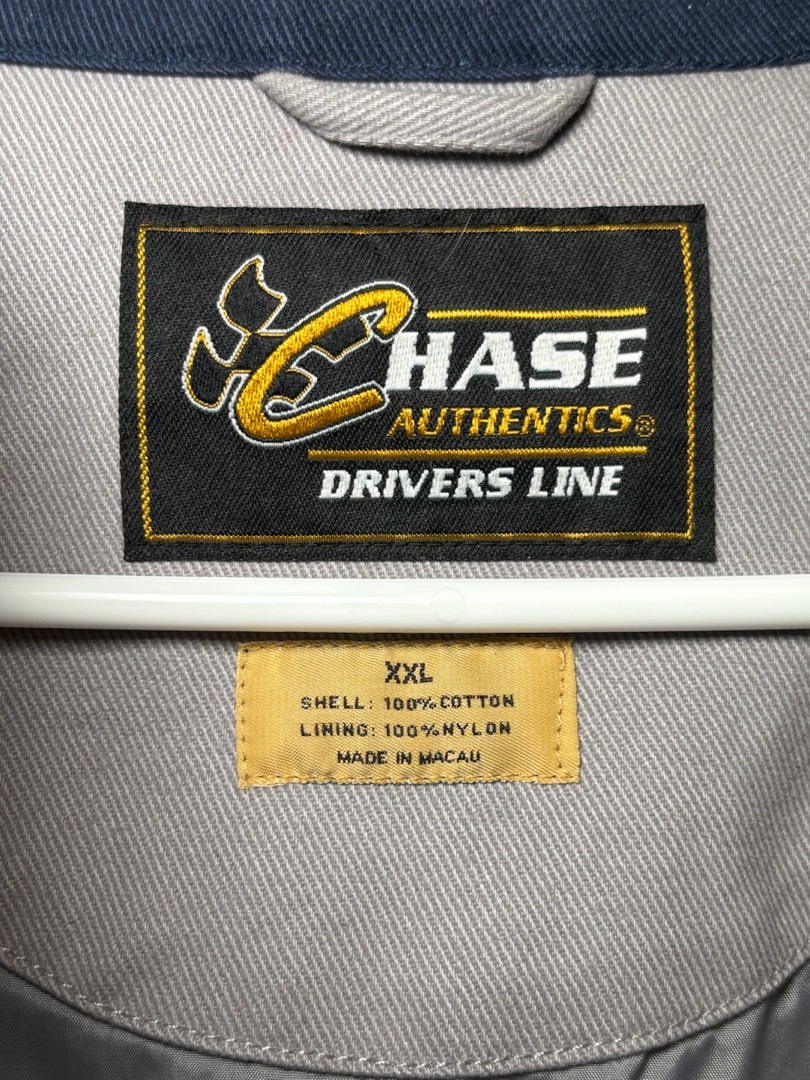 CHASE
AUTHENTICS®
DRIVERS LINE
XXL
SHELL: 100% COTTON
LINING: 100% NYLON
MADE IN MACAU